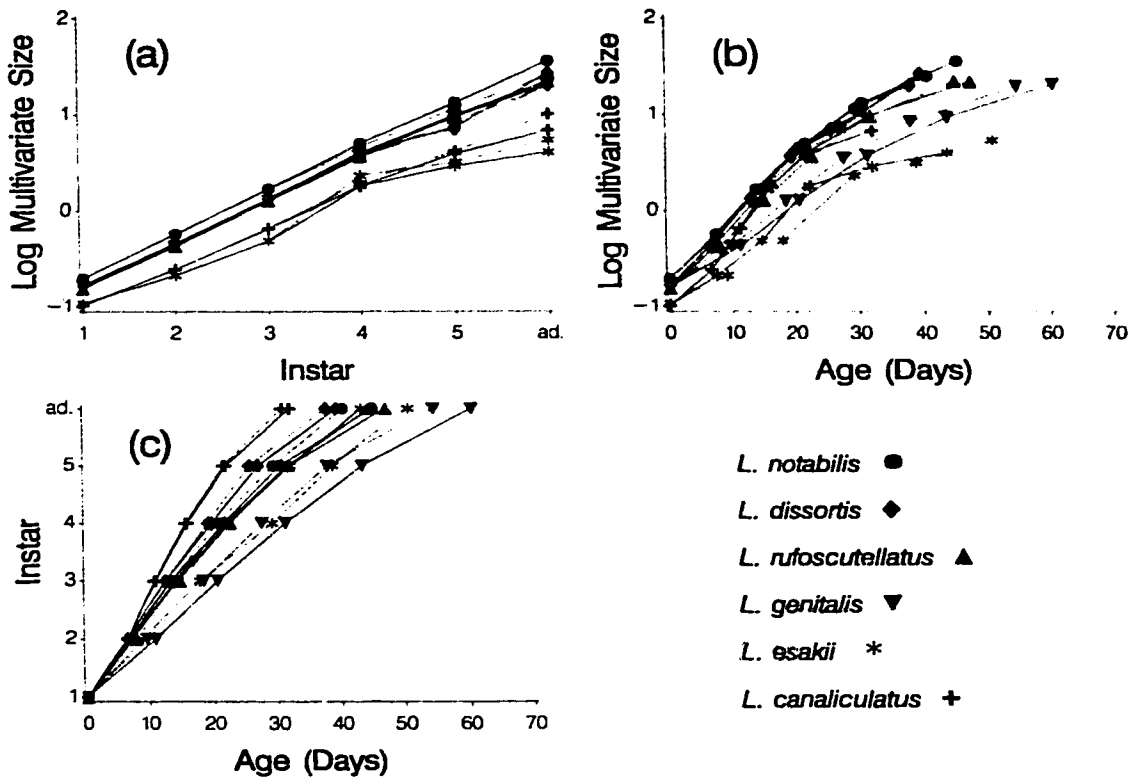 (a)
Log Multivariate Size
2
1
0
−1
1 2 3 4 5 ad.
Instar
(b)
Log Multivariate Size
2
1
0
−1
0 10 20 30 40 50 60 70
Age (Days)
(c)
Instar
ad.
5
4
3
2
1
0 10 20 30 40 50 60 70
Age (Days)
L. notabilis
L. dissortis
L. rufoscutellatus
L. genitalis
L. esakii
L. canaliculatus